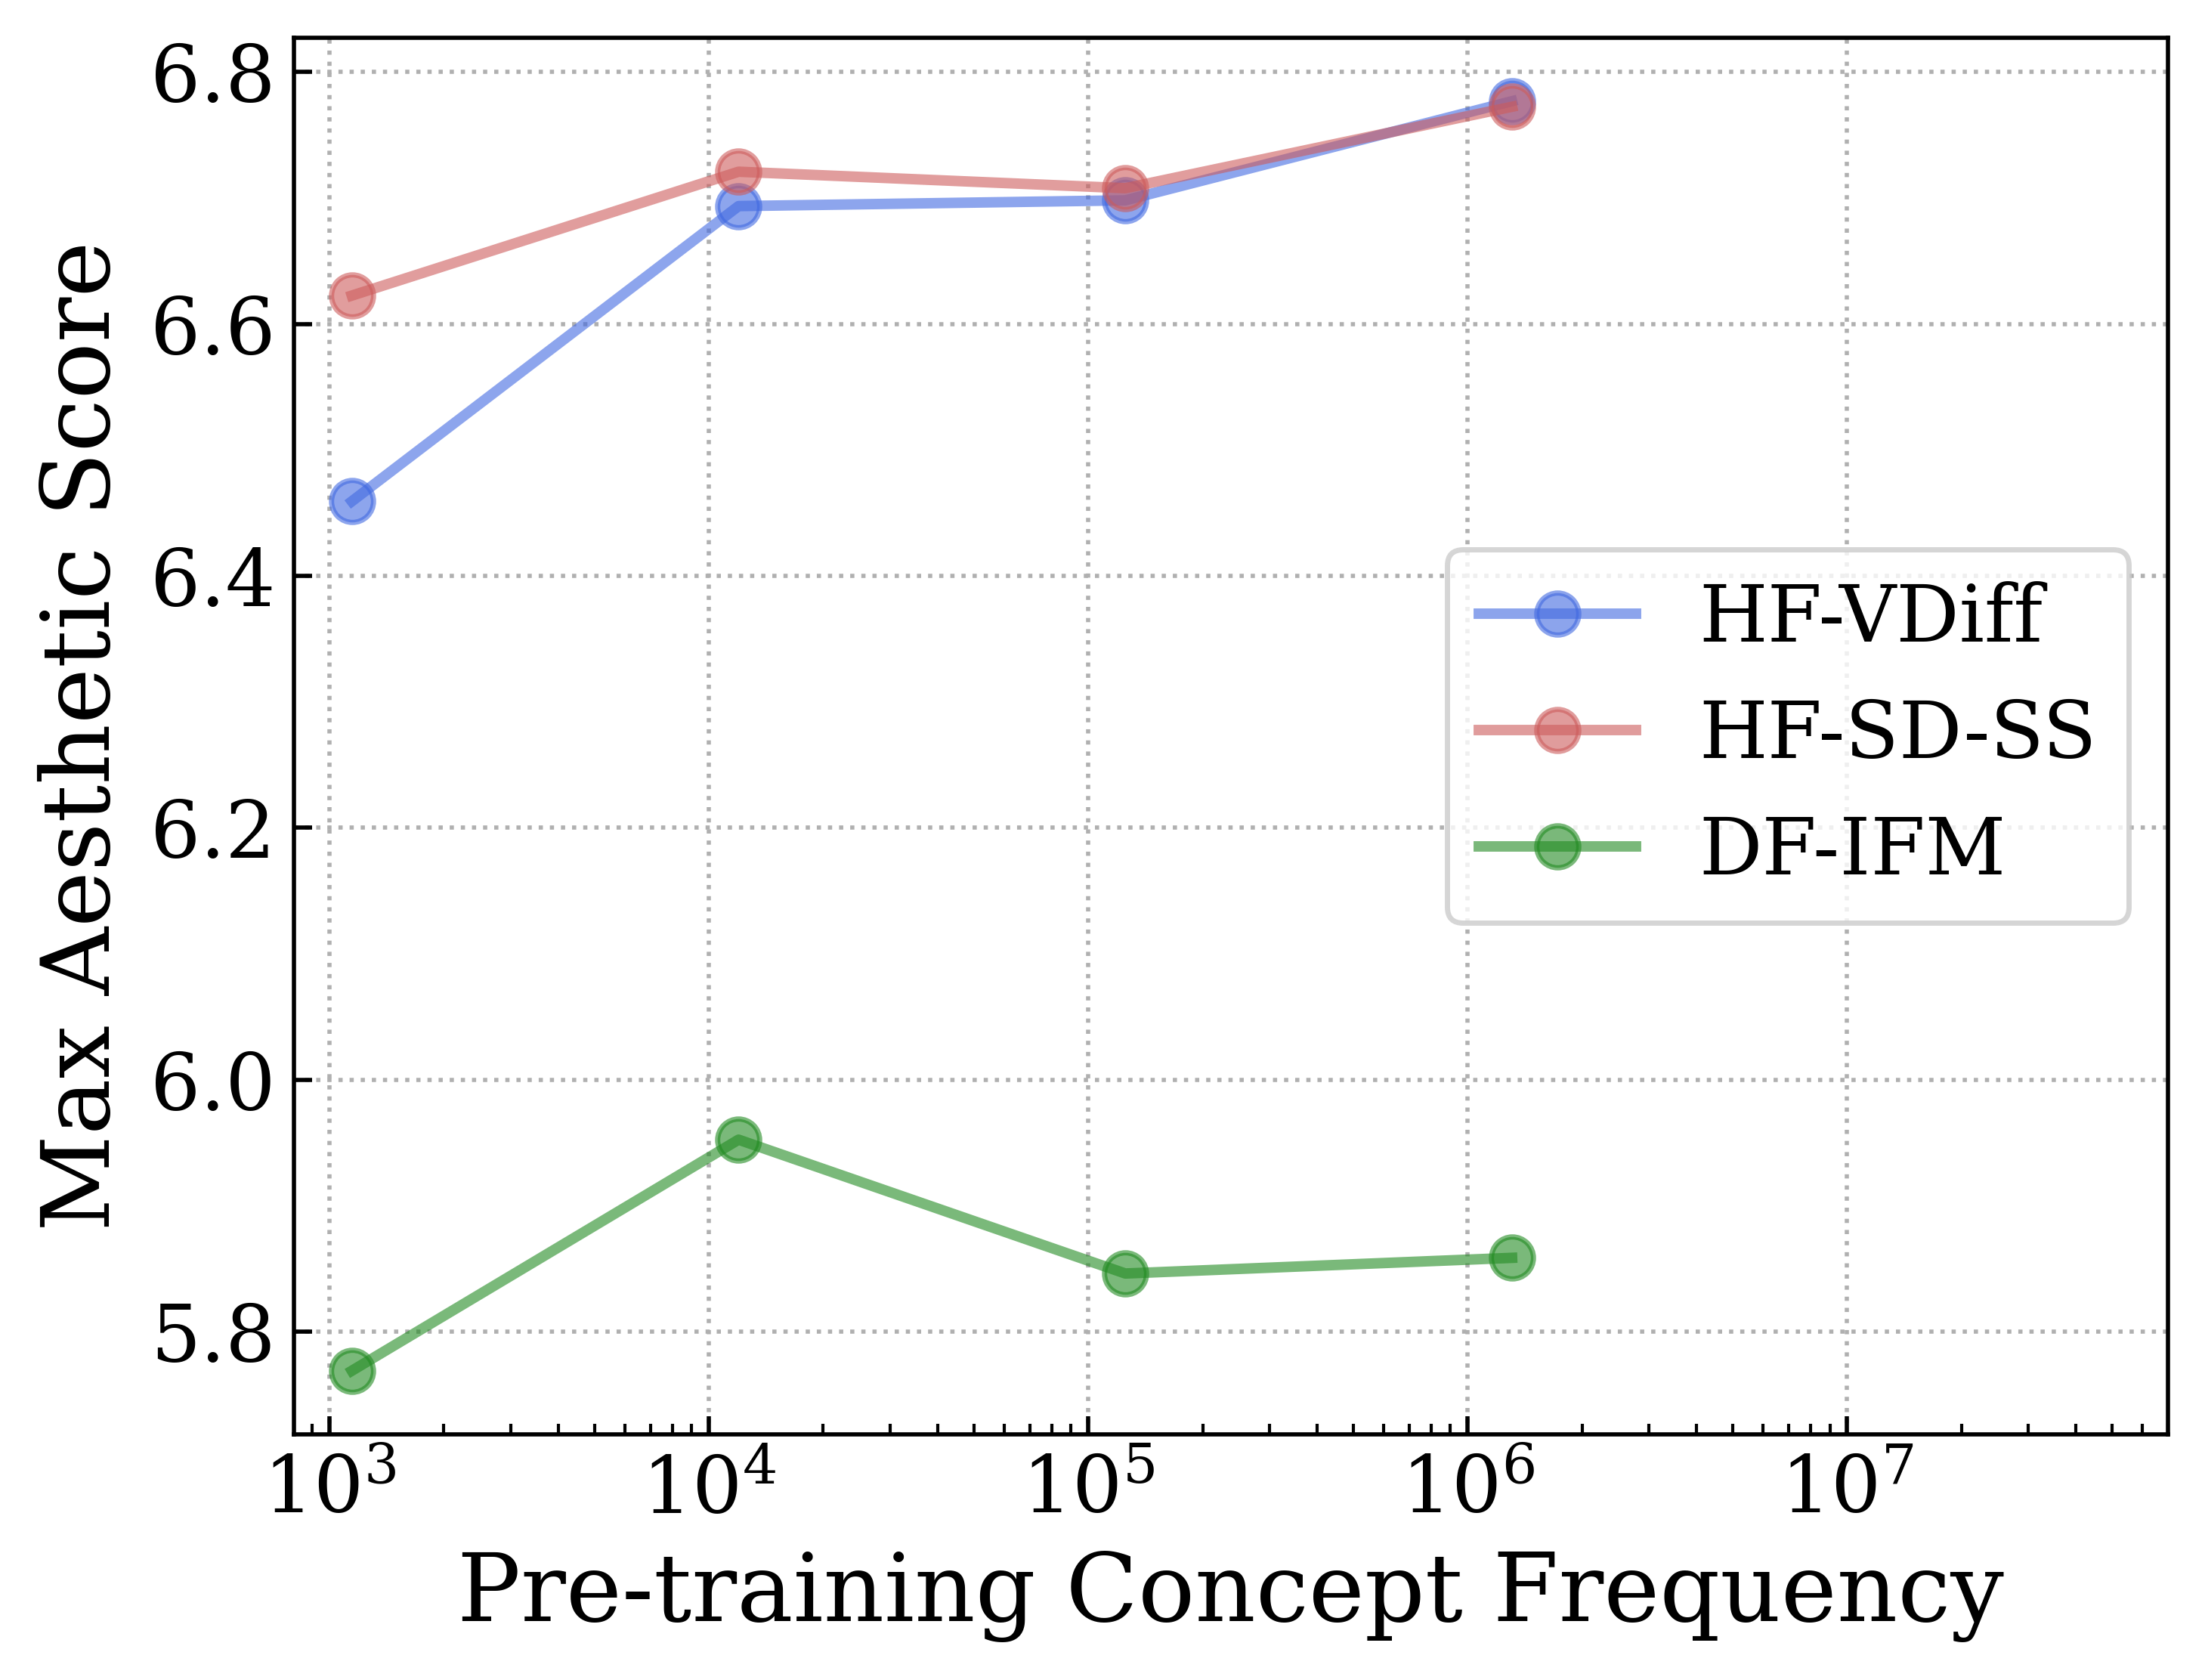 6.8
6.6
6.4
6.2
6.0
5.8
Max Aesthetic Score
HF-VDiff
HF-SD-SS
DF-IFM
10³ 10⁴ 10⁵ 10⁶ 10⁷
Pre-training Concept Frequency